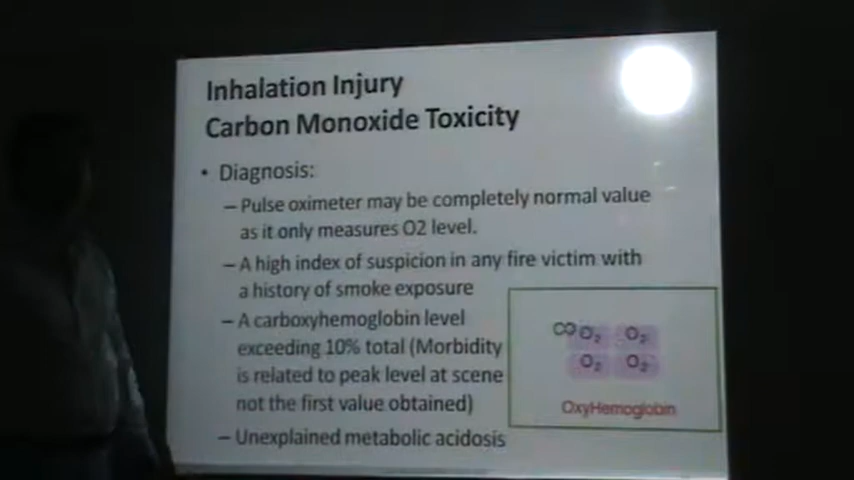 Inhalation Injury
Carbon Monoxide Toxicity
• Diagnosis:
– Pulse oximeter may be completely normal value
as it only measures O2 level.
– A high index of suspicion in any fire victim with
a history of smoke exposure
– A carboxyhemoglobin level
exceeding 10% total (Morbidity
is related to peak level at scene
not the first value obtained)
– Unexplained metabolic acidosis
CO O₂ O₂
O₂ O₂
OxyHemoglobin